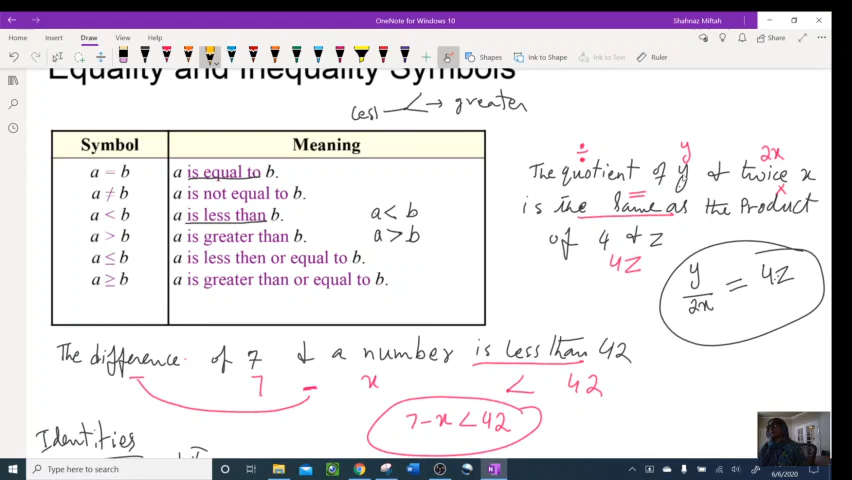 OneNote for Windows 10
Shahnaz Miftah
Home Insert Draw View Help
Share
Shapes
Ink to Shape
Ink to Text
Ink to Math
Ruler
Equality and Inequality Symbols
less < → greater
Symbol Meaning
a = b a is equal to b.
a ≠ b a is not equal to b.
a < b a is less than b. a < b
a > b a is greater than b. a > b
a ≤ b a is less then or equal to b.
a ≥ b a is greater than or equal to b.
÷ y 2x
The quotient of y & twice x
= ×
is the same as the Product
of 4 & z
4z
y/2x = 4z
The difference of 7 & a number is less than 42
− 7 − x < 42
7 − x < 42
Identities
Type here to search
6/6/2020